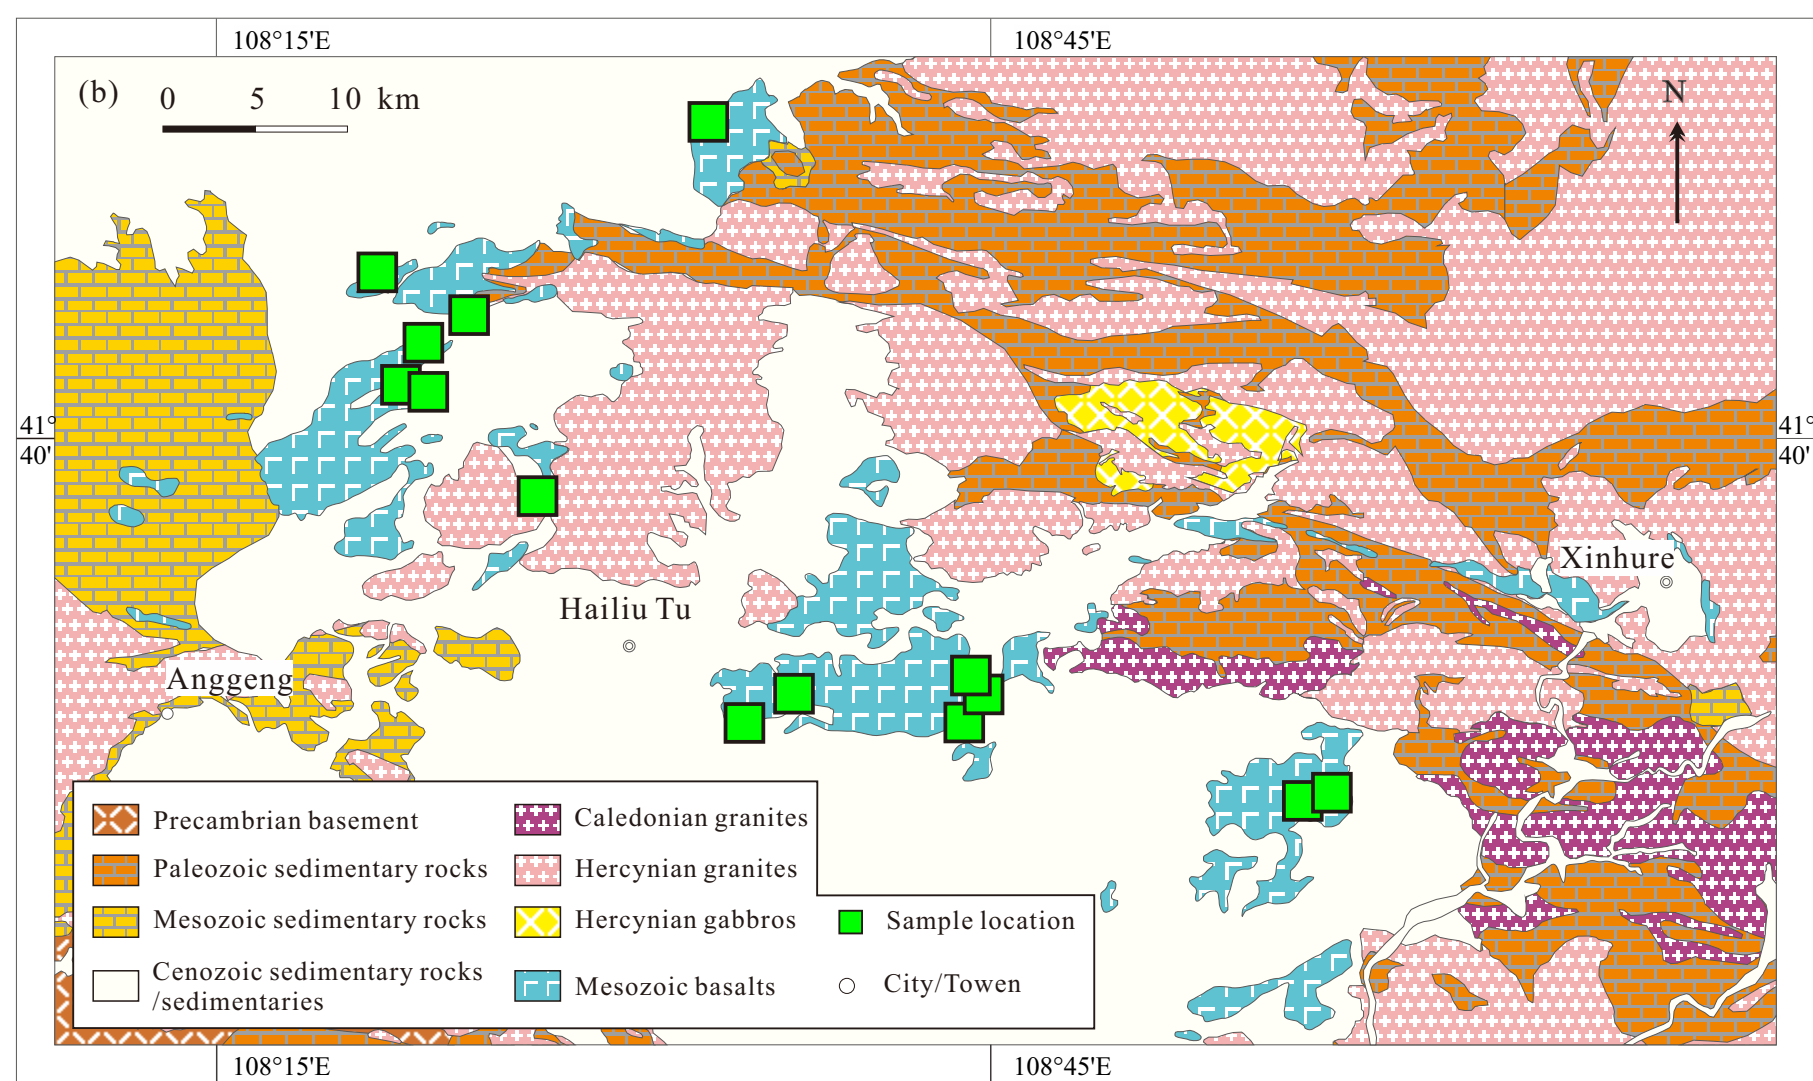 108°15'E
108°45'E
(b)
0 5 10 km
N
41°
40'
41°
40'
Xinhure
Hailiu Tu
Anggeng
Precambrian basement
Paleozoic sedimentary rocks
Mesozoic sedimentary rocks
Cenozoic sedimentary rocks
/sedimentaries
Caledonian granites
Hercynian granites
Hercynian gabbros
Mesozoic basalts
Sample location
City/Towen
108°15'E
108°45'E